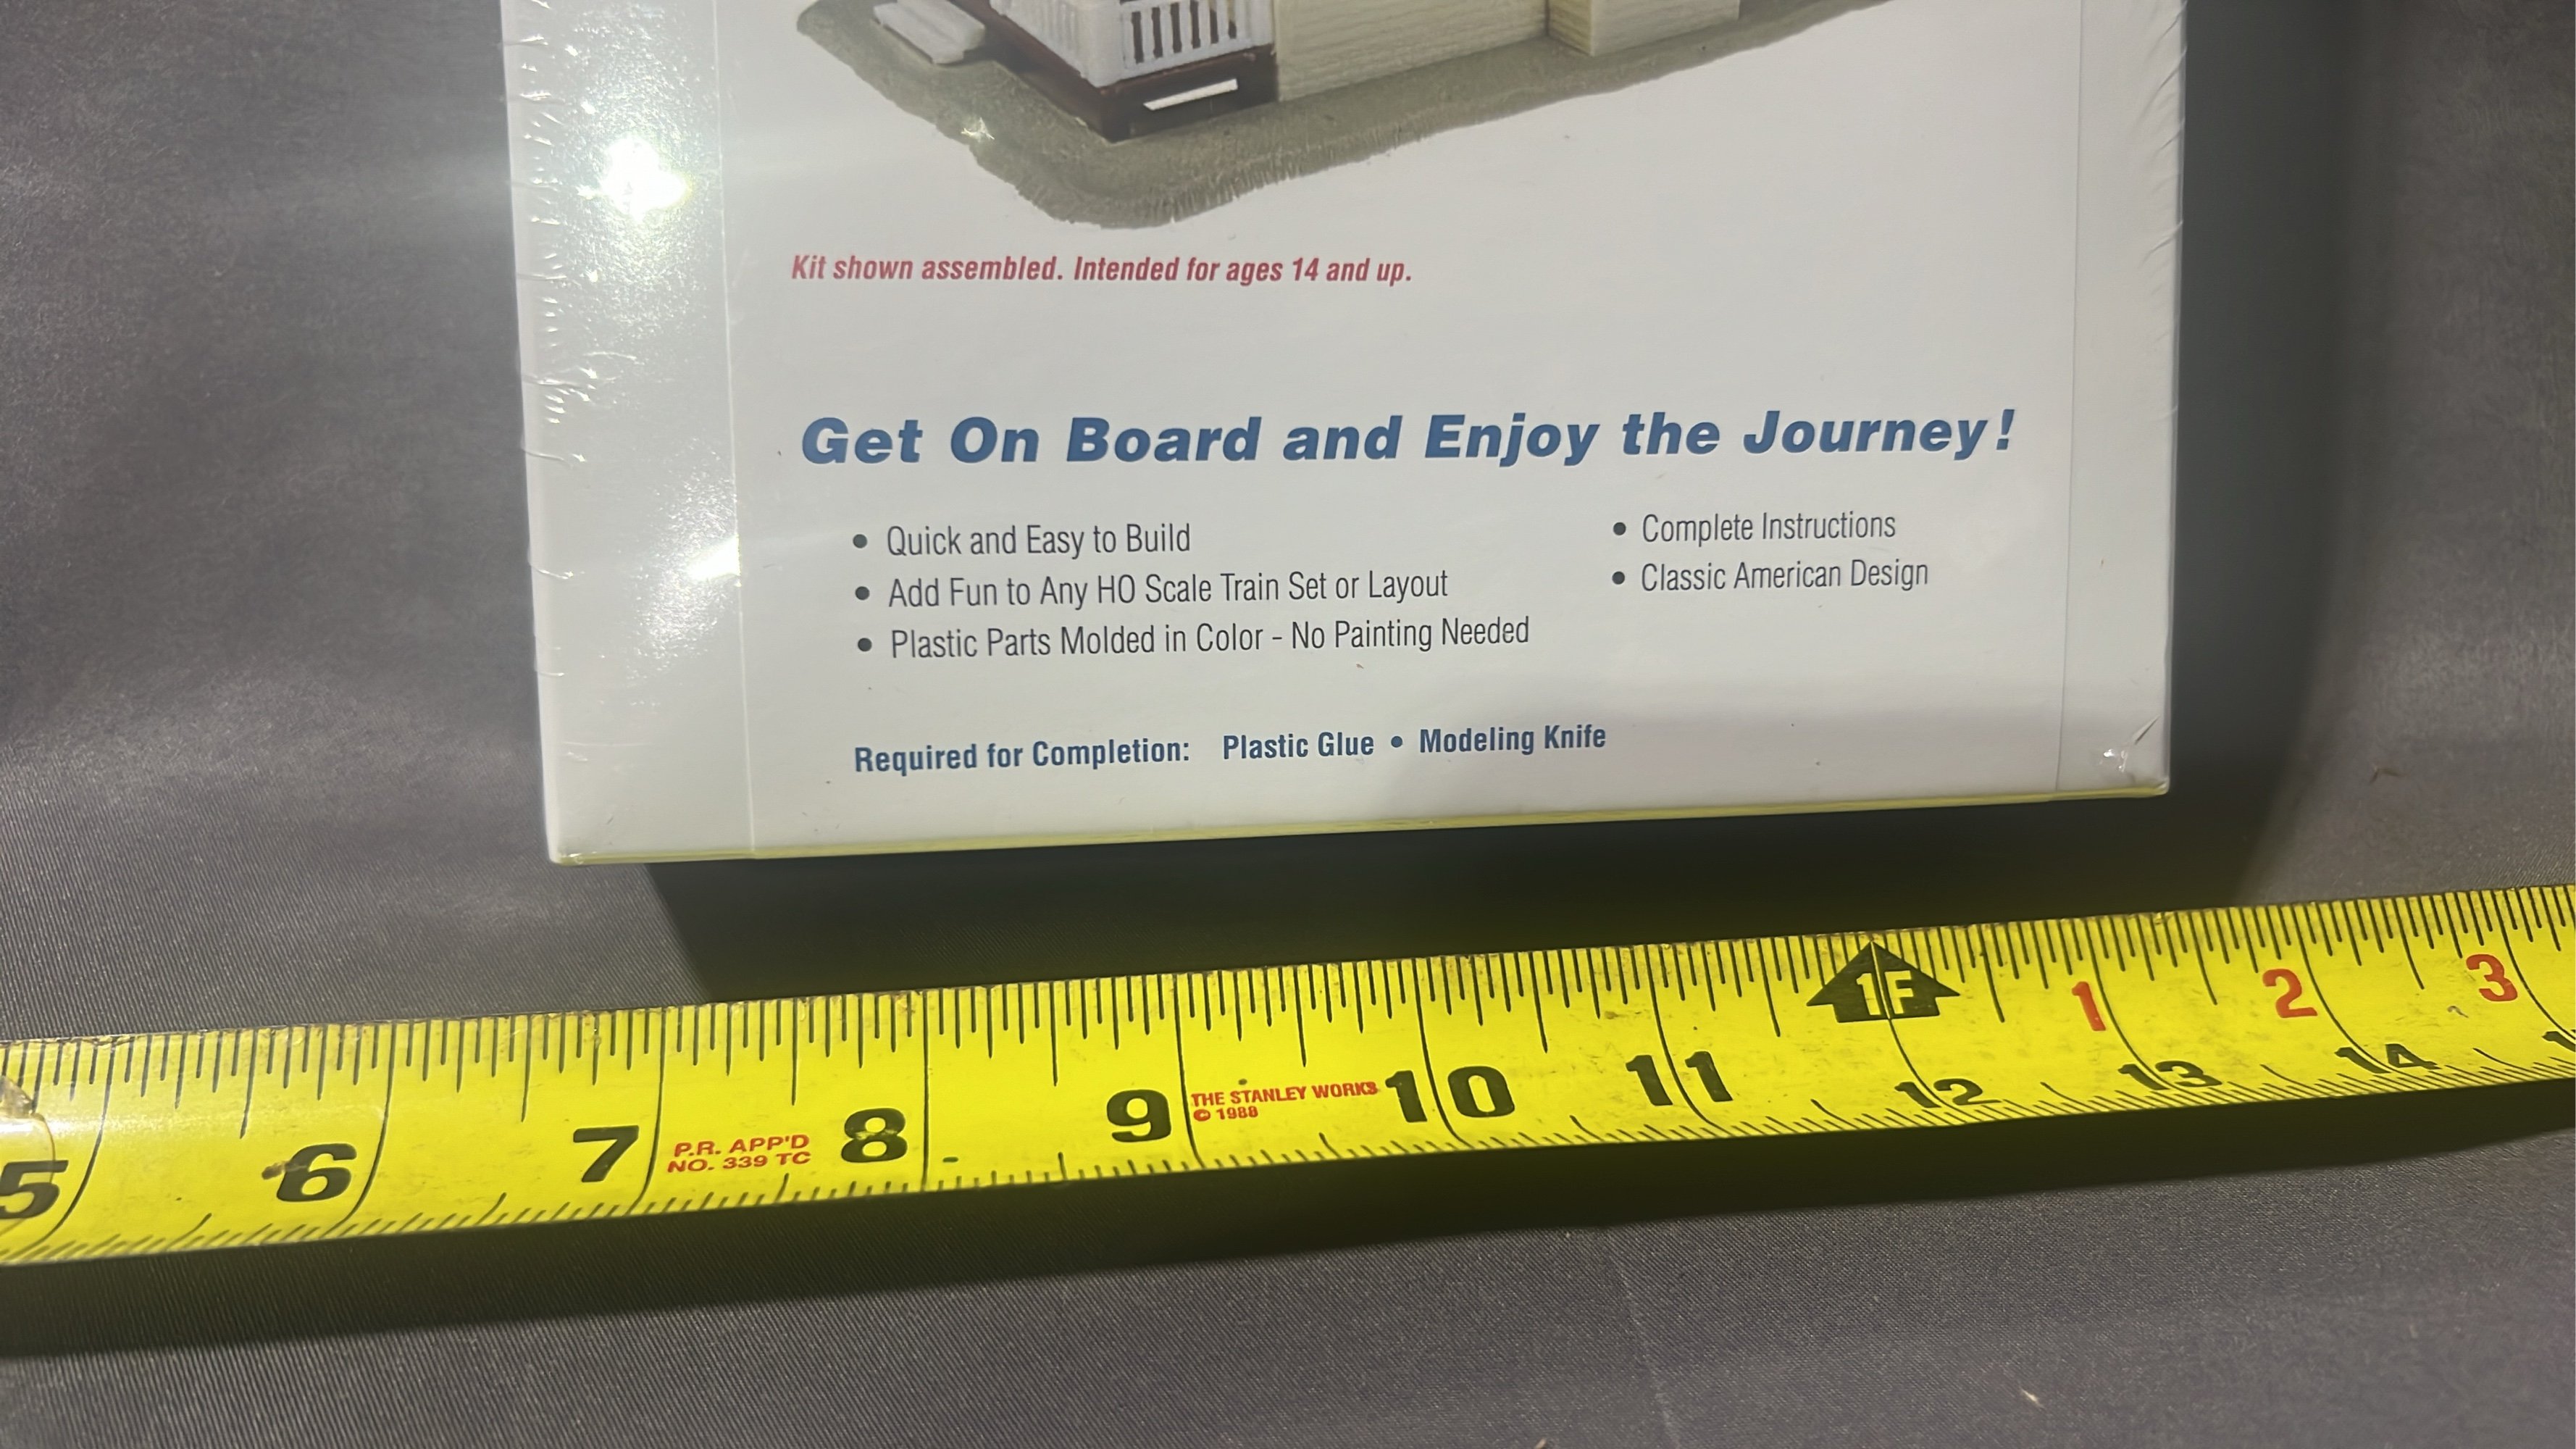 Kit shown assembled. Intended for ages 14 and up.
Get On Board and Enjoy the Journey!
• Quick and Easy to Build
• Add Fun to Any HO Scale Train Set or Layout
• Plastic Parts Molded in Color - No Painting Needed
• Complete Instructions
• Classic American Design
Required for Completion: Plastic Glue • Modeling Knife
1F
1 2 3
5 6 7 8 9 10 11 12 13 14
P.R. APP'D
NO. 339 TC
THE STANLEY WORKS
© 1988